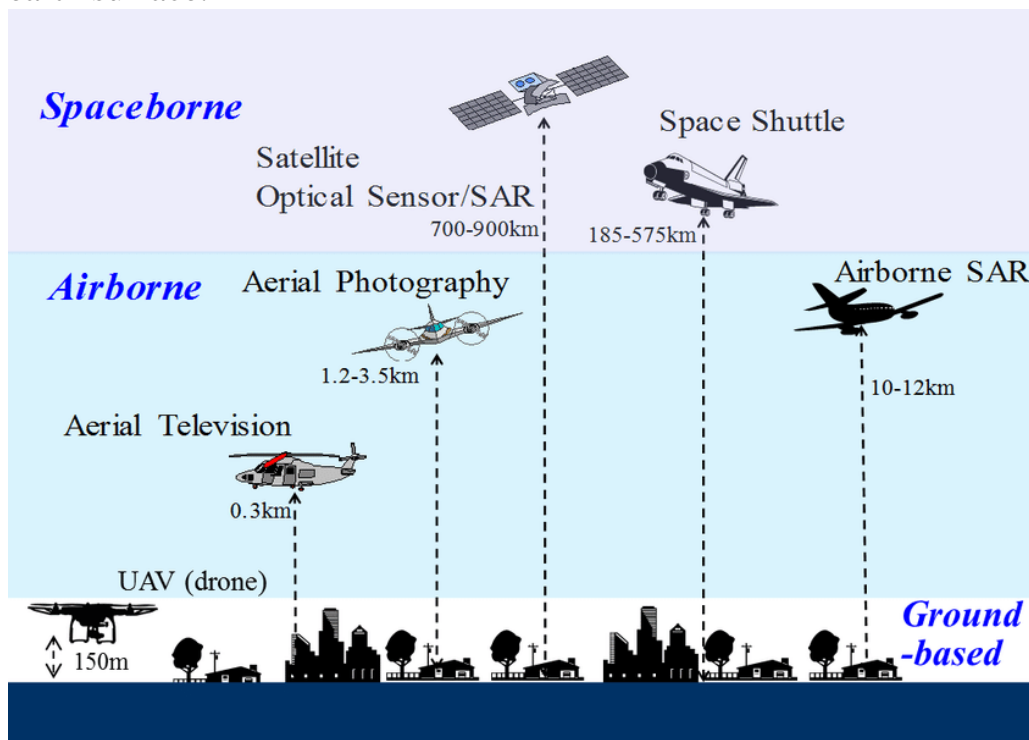 Spaceborne
Space Shuttle
Satellite
Optical Sensor/SAR
700-900km
185-575km
Airborne
Aerial Photography
Airborne SAR
1.2-3.5km
10-12km
Aerial Television
0.3km
UAV (drone)
150m
Ground
-based